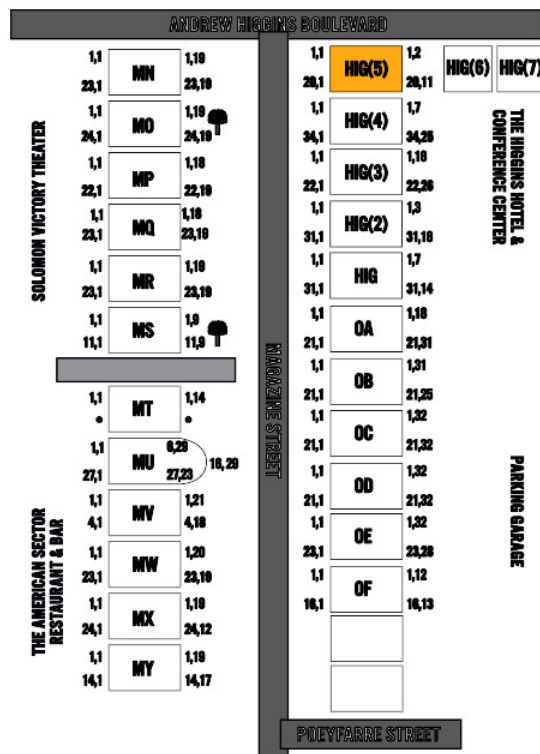 ANDREW HIGGINS BOULEVARD
SOLOMON VICTORY THEATER
1,1 MN 1,19
23,1 23,19
1,1 MO 1,19
24,1 24,19
1,1 MP 1,18
22,1 22,19
1,1 MQ 1,18
23,1 23,19
1,1 MR 1,19
23,1 23,19
1,1 MS 1,9
11,1 11,9
THE AMERICAN SECTOR
RESTAURANT & BAR
1,1 MT 1,14
* *
1,1 MU 6,29
27,1 27,23 16,29
1,1 MV 1,21
4,1 4,18
1,1 MW 1,20
23,1 23,19
1,1 MX 1,19
24,1 24,12
1,1 MY 1,19
14,1 14,17
MAGAZINE STREET
1,1 HIG(5) 1,2
20,1 20,11
HIG(6) HIG(7)
1,1 HIG(4) 1,7
34,1 34,25
1,1 HIG(3) 1,18
22,1 22,26
1,1 HIG(2) 1,3
31,1 31,16
1,1 HIG 1,7
31,1 31,14
1,1 OA 1,18
21,1 21,31
1,1 OB 1,31
21,1 21,25
1,1 OC 1,32
21,1 21,32
1,1 OD 1,32
21,1 21,32
1,1 OE 1,32
23,1 23,28
1,1 OF 1,12
16,1 16,13
THE HIGGINS HOTEL &
CONFERENCE CENTER
PARKING GARAGE
POEYFARRE STREET